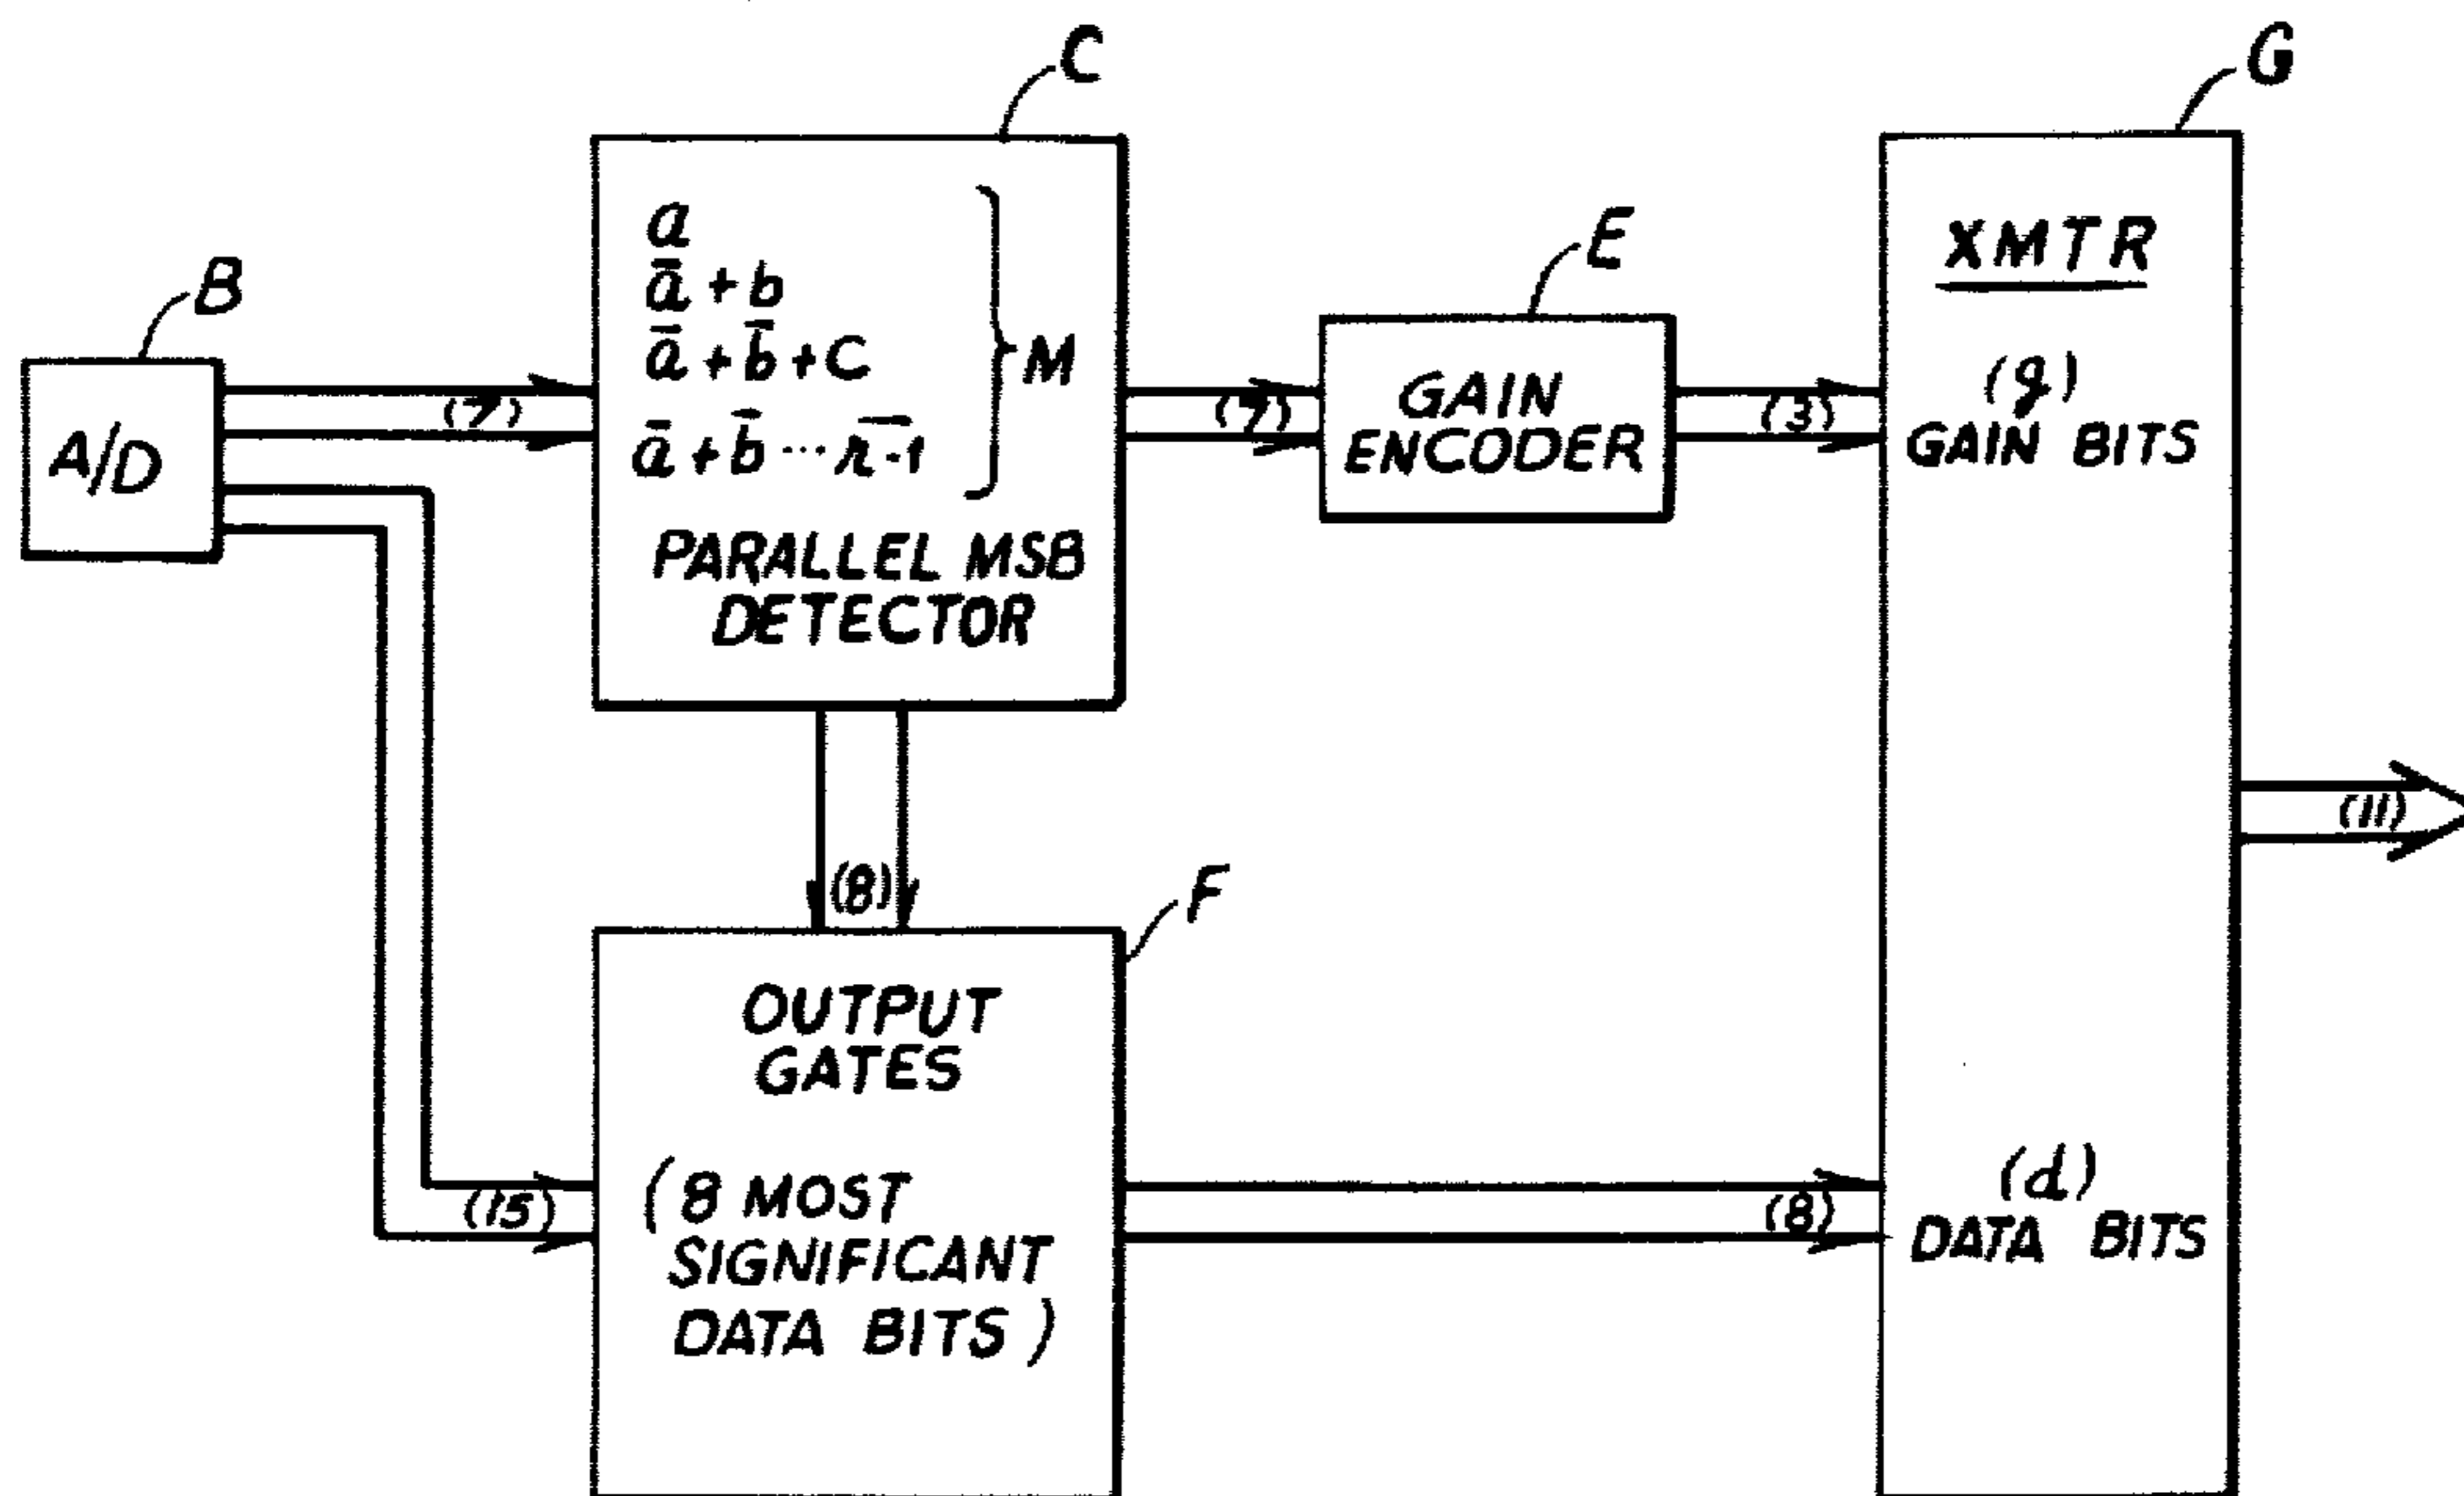 B
A/D
(7)
C
a
ā + b
ā + b̄ + C
ā + b̄ ··· n̄-̄1̄
M
PARALLEL MSB
DETECTOR
(7)
E
GAIN
ENCODER
(3)
G
XMTR
(g)
GAIN BITS
(11)
(8)
F
(15)
OUTPUT
GATES
(8 MOST
SIGNIFICANT
DATA BITS)
(8)
(d)
DATA BITS